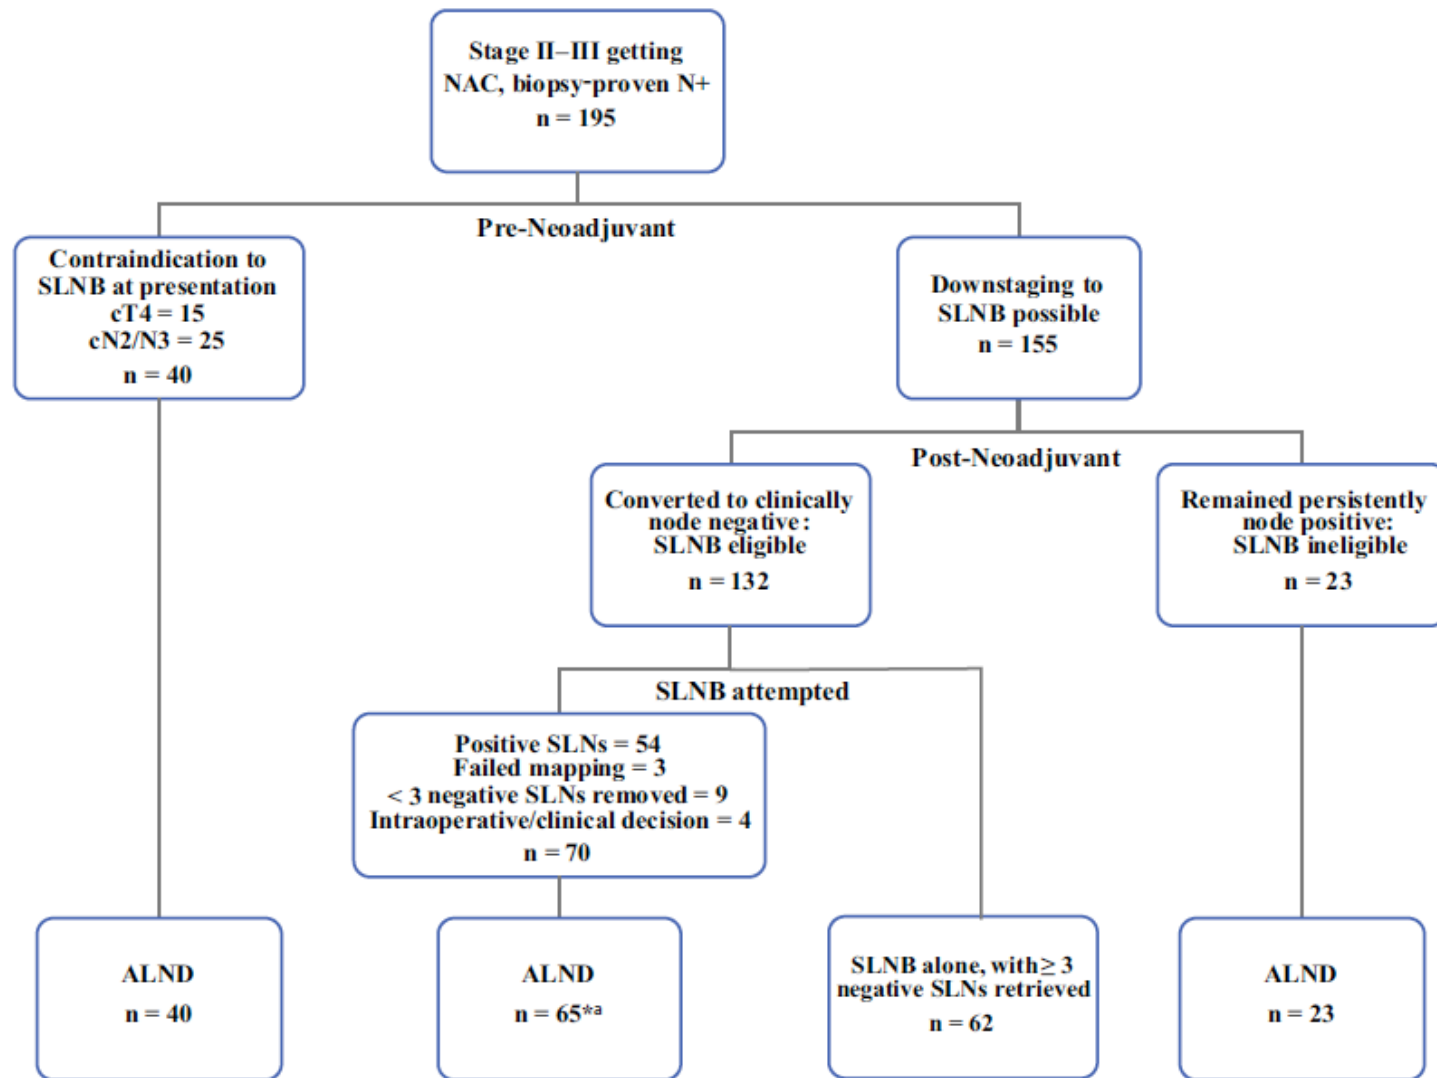 Stage II–III getting
NAC, biopsy-proven N+
n = 195
Pre-Neoadjuvant
Contraindication to
SLNB at presentation
cT4 = 15
cN2/N3 = 25
n = 40
Downstaging to
SLNB possible
n = 155
Post-Neoadjuvant
Converted to clinically
node negative:
SLNB eligible
n = 132
Remained persistently
node positive:
SLNB ineligible
n = 23
SLNB attempted
Positive SLNs = 54
Failed mapping = 3
< 3 negative SLNs removed = 9
Intraoperative/clinical decision = 4
n = 70
ALND
n = 40
ALND
n = 65*a
SLNB alone, with ≥ 3
negative SLNs retrieved
n = 62
ALND
n = 23